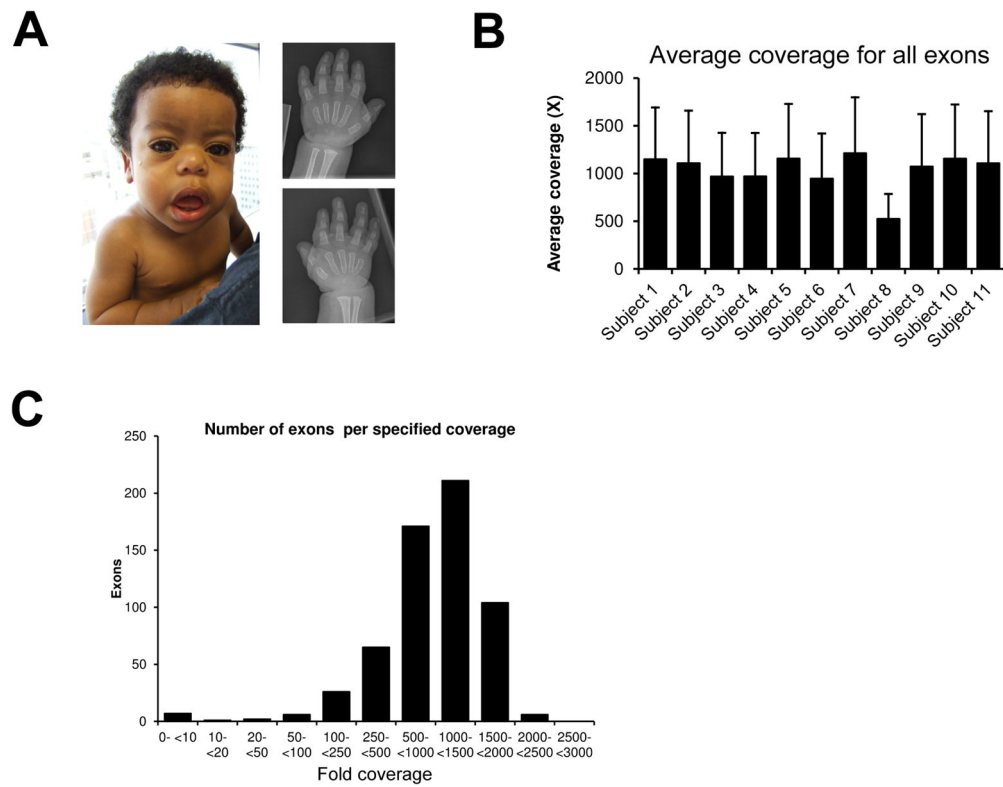 A
B
Average coverage for all exons
Average coverage (X)
2000
1500
1000
500
0
Subject 1
Subject 2
Subject 3
Subject 4
Subject 5
Subject 6
Subject 7
Subject 8
Subject 9
Subject 10
Subject 11
C
Number of exons per specified coverage
Exons
250
200
150
100
50
0
0- <10
10-
<20
20-
<50
50-
<100
100-
<250
250-
<500
500-
<1000
1000-
<1500
1500-
<2000
2000-
<2500
2500-
<3000
Fold coverage